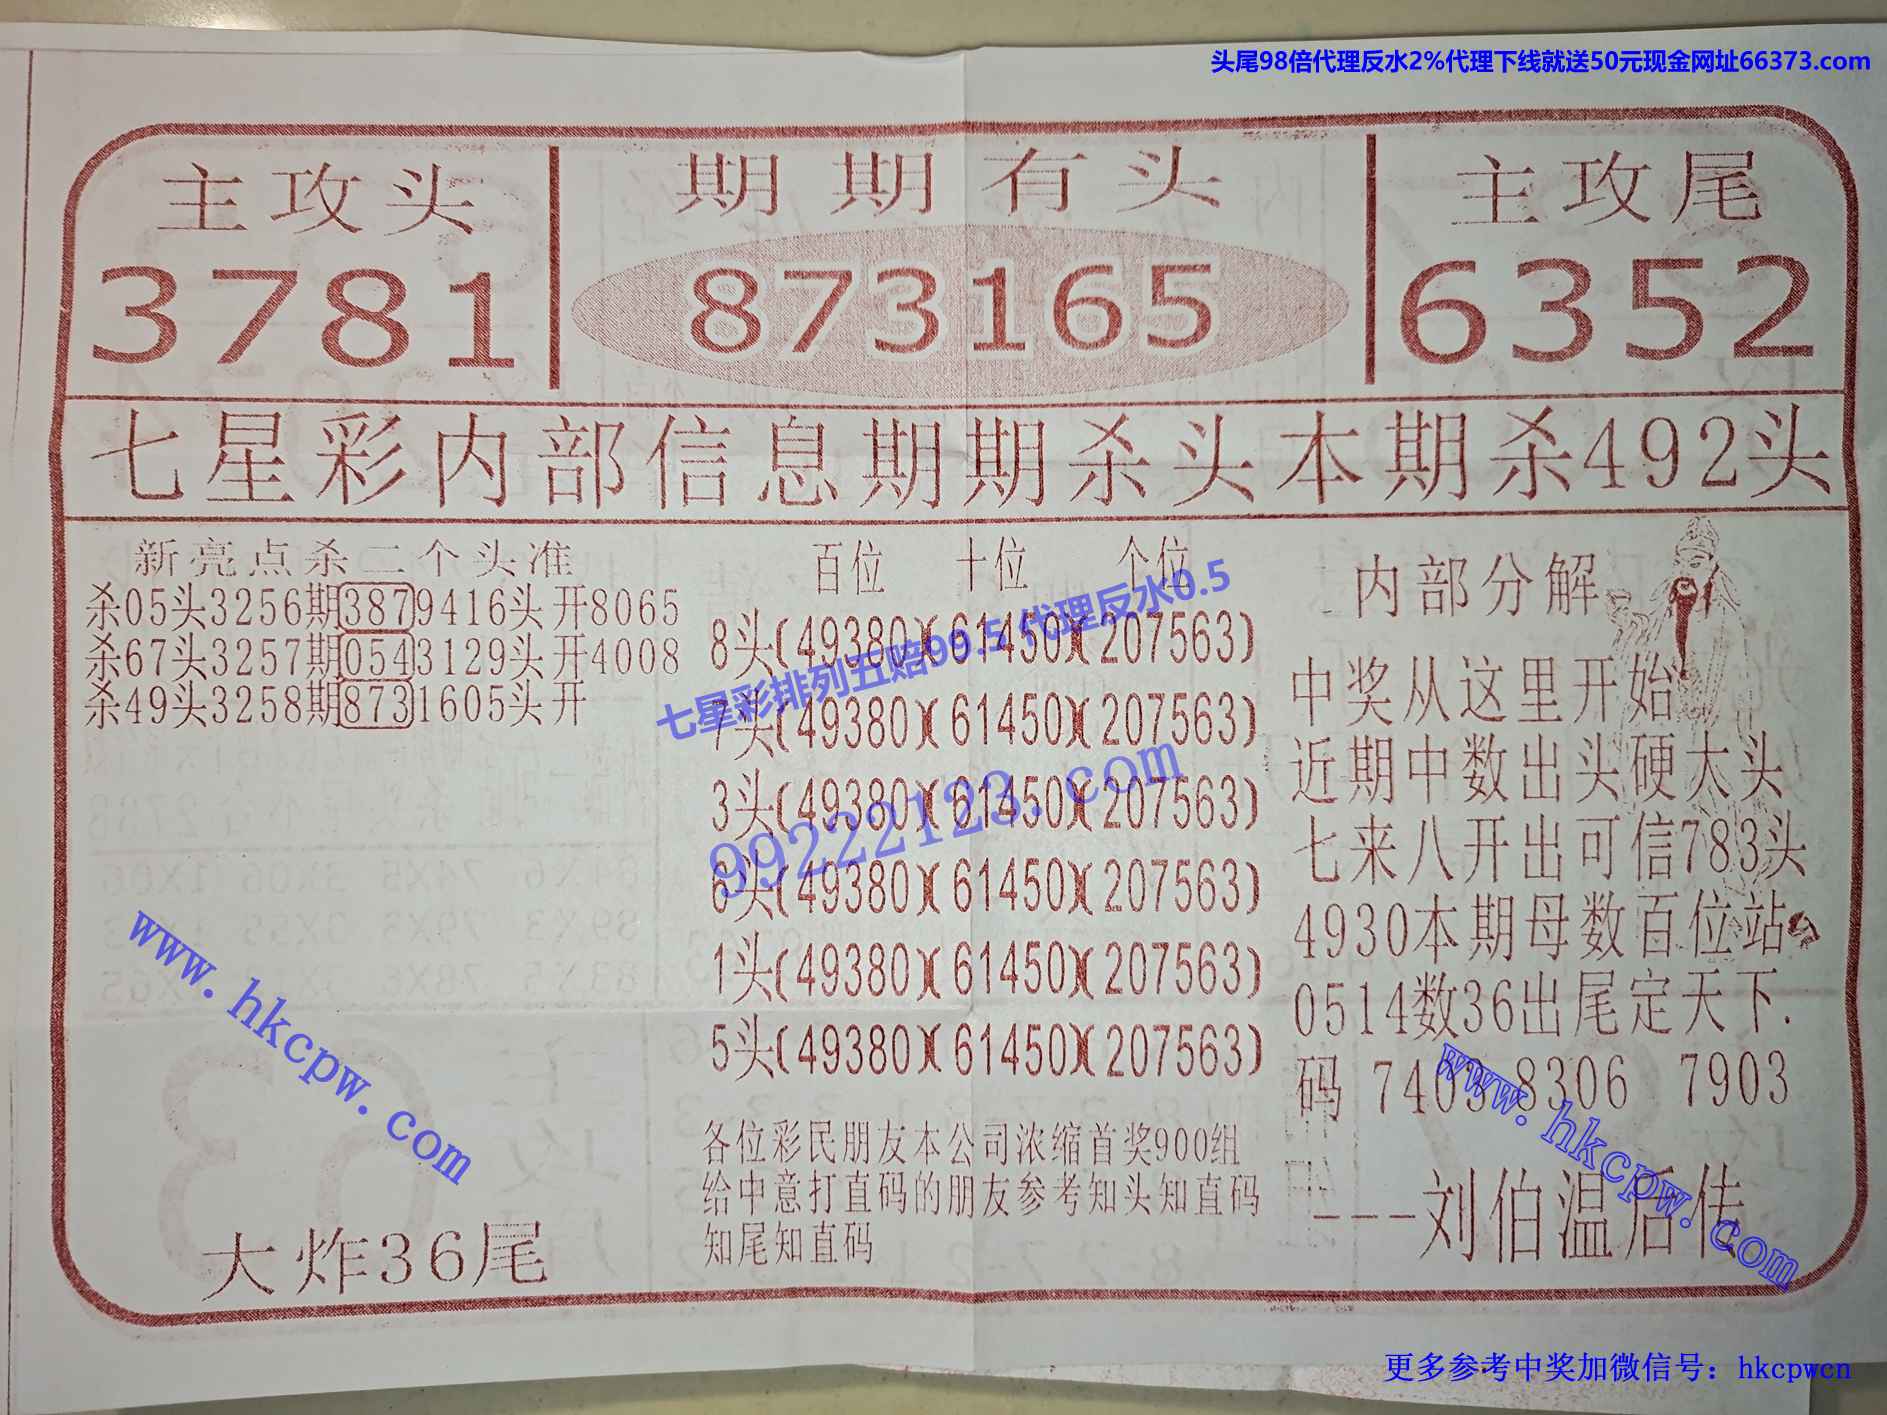 头尾98倍代理反水2%代理下线就送50元现金网址66373.com
主攻头
期期有头
主攻尾
3781
873165
6352
七星彩内部信息期期杀头本期杀492头
新亮点杀二个头准
杀05头3256期3879416头开8065
杀67头3257期0543129头开4008
杀49头3258期8731605头开
大炸36尾
百位 十位 个位
8头(49380)(61450)(207563)
7头(49380)(61450)(207563)
3头(49380)(61450)(207563)
6头(49380)(61450)(207563)
1头(49380)(61450)(207563)
5头(49380)(61450)(207563)
各位彩民朋友本公司浓缩首奖900组
给中意打直码的朋友参考知头知直码
知尾知直码
内部分解
中奖从这里开始
近期中数出头硬大头
七来八开出可信783头
4930本期母数百位站
0514数36出尾定天下.
码 7403 8306 7903
---刘伯温后传
七星彩排列五赔99.5代理反水0.5
99222123.com
www.hkcpw.com
www.hkcpw.com
更多参考中奖加微信号：hkcpwcn